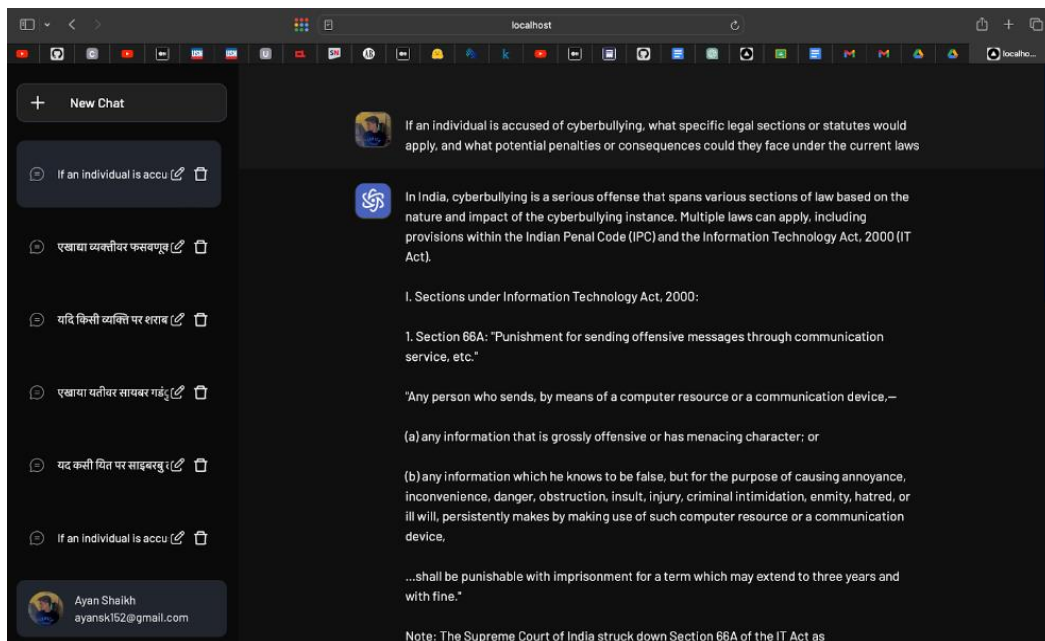 localhost
localho...
New Chat
If an individual is accu
एखाद्या व्यक्तीवर फसवणूव
यदि किसी व्यक्ति पर शराब
एखाया यतीवर सायबर गडंद
यद कसी यित पर साइबरबु
If an individual is accu
Ayan Shaikh
ayansk152@gmail.com
If an individual is accused of cyberbullying, what specific legal sections or statutes would
apply, and what potential penalties or consequences could they face under the current laws
In India, cyberbullying is a serious offense that spans various sections of law based on the
nature and impact of the cyberbullying instance. Multiple laws can apply, including
provisions within the Indian Penal Code (IPC) and the Information Technology Act, 2000 (IT
Act).
I. Sections under Information Technology Act, 2000:
1. Section 66A: "Punishment for sending offensive messages through communication
service, etc."
"Any person who sends, by means of a computer resource or a communication device,—
(a) any information that is grossly offensive or has menacing character; or
(b) any information which he knows to be false, but for the purpose of causing annoyance,
inconvenience, danger, obstruction, insult, injury, criminal intimidation, enmity, hatred, or
ill will, persistently makes by making use of such computer resource or a communication
device,
...shall be punishable with imprisonment for a term which may extend to three years and
with fine."
Note: The Supreme Court of India struck down Section 66A of the IT Act as